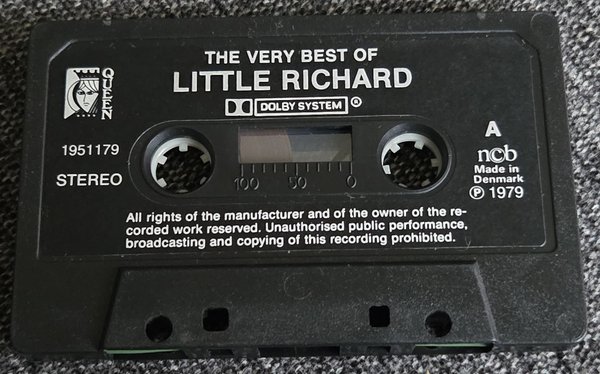 THE VERY BEST OF
LITTLE RICHARD
QUEEN
DOLBY SYSTEM ®
1951179
STEREO
A
ncb
Made in
Denmark
℗ 1979
100 50 0
All rights of the manufacturer and of the owner of the re-
corded work reserved. Unauthorised public performance,
broadcasting and copying of this recording prohibited.